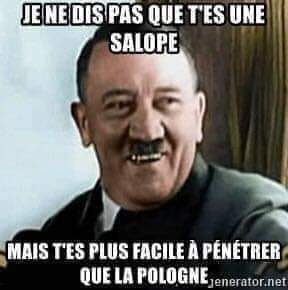 JE NE DIS PAS QUE T'ES UNE
SALOPE
MAIS T'ES PLUS FACILE À PÉNÉTRER
QUE LA POLOGNE
generator.net